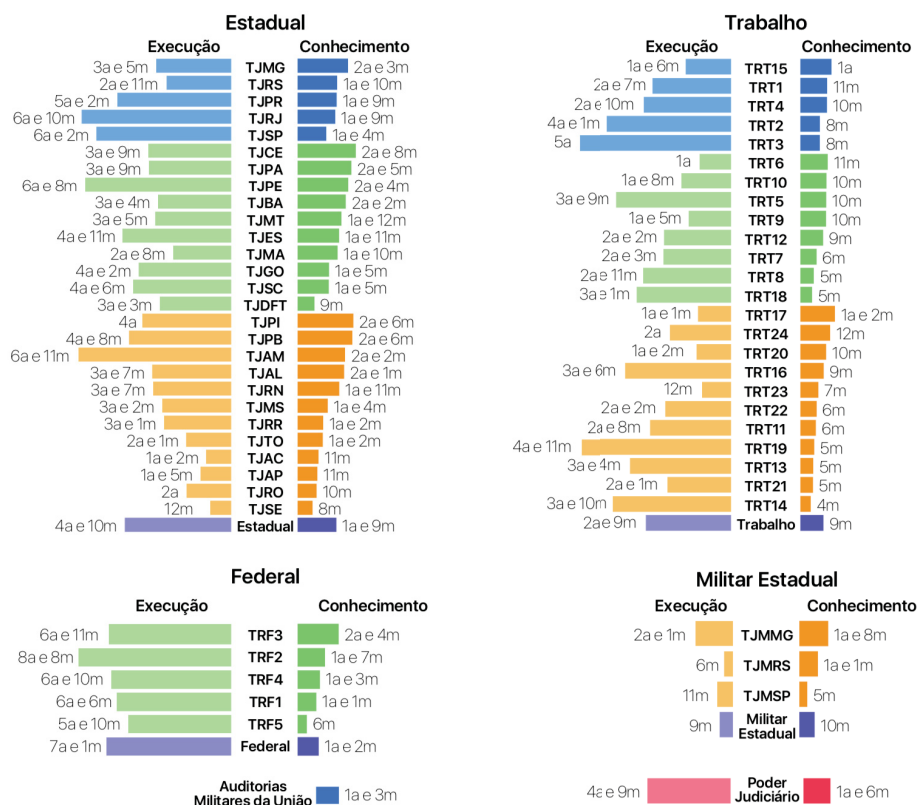 Estadual
Execução Conhecimento
3a e 5m TJMG 2a e 3m
2a e 11m TJRS 1a e 10m
5a e 2m TJPR 1a e 9m
6a e 10m TJRJ 1a e 9m
6a e 2m TJSP 1a e 4m
3a e 9m TJCE 2a e 8m
3a e 9m TJPA 2a e 5m
6a e 8m TJPE 2a e 4m
3a e 4m TJBA 2a e 2m
3a e 5m TJMT 1a e 12m
4a e 11m TJES 1a e 11m
2a e 8m TJMA 1a e 10m
4a e 2m TJGO 1a e 5m
4a e 6m TJSC 1a e 5m
3a e 3m TJDFT 9m
4a TJPI 2a e 6m
4a e 8m TJPB 2a e 6m
6a e 11m TJAM 2a e 2m
3a e 7m TJAL 2a e 1m
3a e 7m TJRN 1a e 11m
3a e 2m TJMS 1a e 4m
3a e 1m TJRR 1a e 2m
2a e 1m TJTO 1a e 2m
1a e 2m TJAC 11m
1a e 5m TJAP 11m
2a TJRO 10m
12m TJSE 8m
4a e 10m Estadual 1a e 9m
Trabalho
Execução Conhecimento
1a e 6m TRT15 1a
2a e 7m TRT1 11m
2a e 10m TRT4 10m
4a e 1m TRT2 8m
5a TRT3 8m
1a TRT6 11m
1a e 8m TRT10 10m
3a e 9m TRT5 10m
1a e 5m TRT9 10m
2a e 2m TRT12 9m
2a e 3m TRT7 6m
2a e 11m TRT8 5m
3a e 1m TRT18 5m
1a e 1m TRT17 1a e 2m
2a TRT24 12m
1a e 2m TRT20 10m
3a e 6m TRT16 9m
12m TRT23 7m
2a e 2m TRT22 6m
2a e 8m TRT11 6m
4a e 11m TRT19 5m
3a e 4m TRT13 5m
2a e 1m TRT21 5m
3a e 10m TRT14 4m
2a e 9m Trabalho 9m
Federal
Execução Conhecimento
6a e 11m TRF3 2a e 4m
8a e 8m TRF2 1a e 7m
6a e 10m TRF4 1a e 3m
6a e 6m TRF1 1a e 1m
5a e 10m TRF5 6m
7a e 1m Federal 1a e 2m
Auditorias
Militares da União 1a e 3m
Militar Estadual
Execução Conhecimento
2a e 1m TJMMG 1a e 8m
6m TJMRS 1a e 1m
11m TJMSP 5m
9m Militar Estadual 10m
4a e 9m Poder Judiciário 1a e 6m